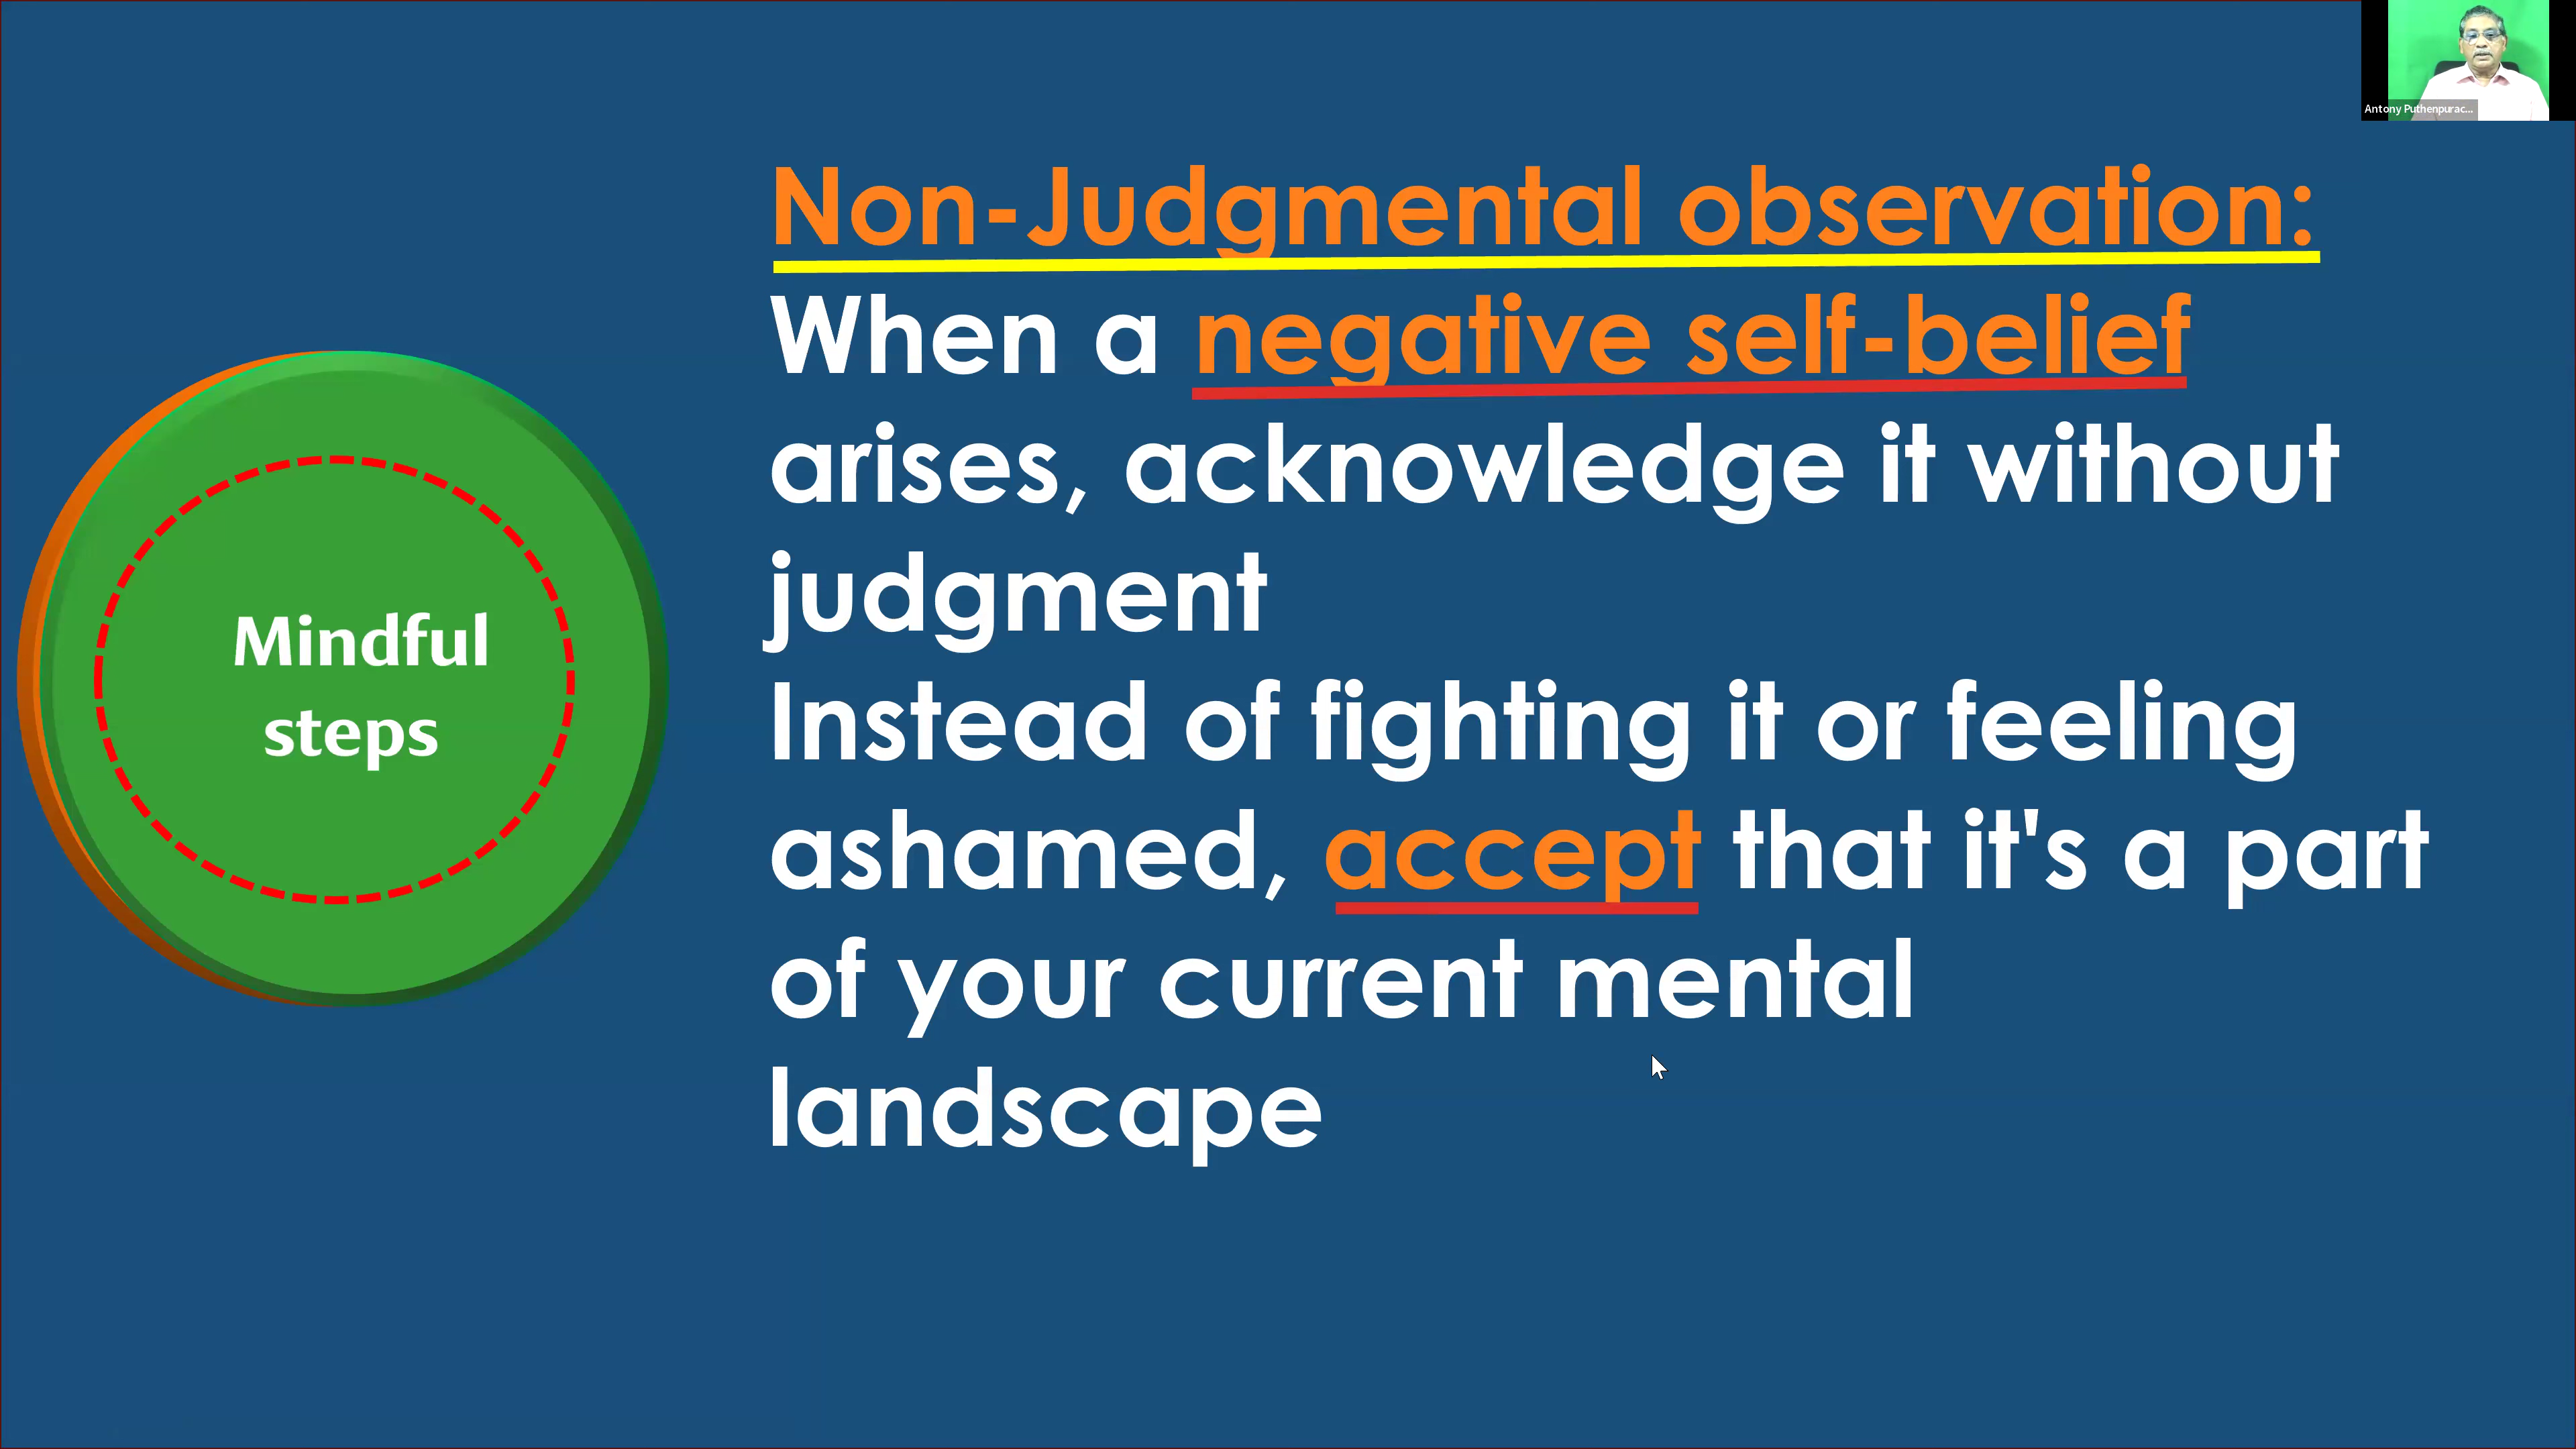 Antony Puthenpurac...
Non-Judgmental observation:
When a negative self-belief
arises, acknowledge it without
judgment
Instead of fighting it or feeling
ashamed, accept that it's a part
of your current mental
landscape
Mindful
steps